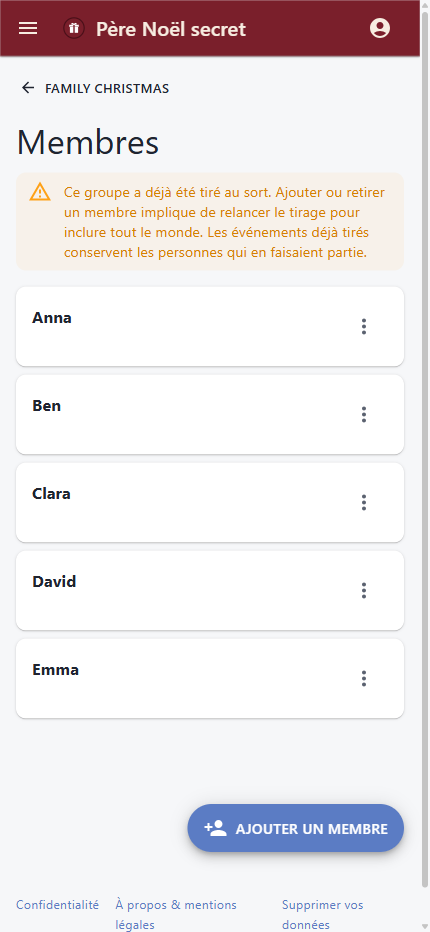 Père Noël secret
FAMILY CHRISTMAS
Membres
Ce groupe a déjà été tiré au sort. Ajouter ou retirer
un membre implique de relancer le tirage pour
inclure tout le monde. Les événements déjà tirés
conservent les personnes qui en faisaient partie.
Anna
Ben
Clara
David
Emma
AJOUTER UN MEMBRE
Confidentialité
À propos & mentions
légales
Supprimer vos
données